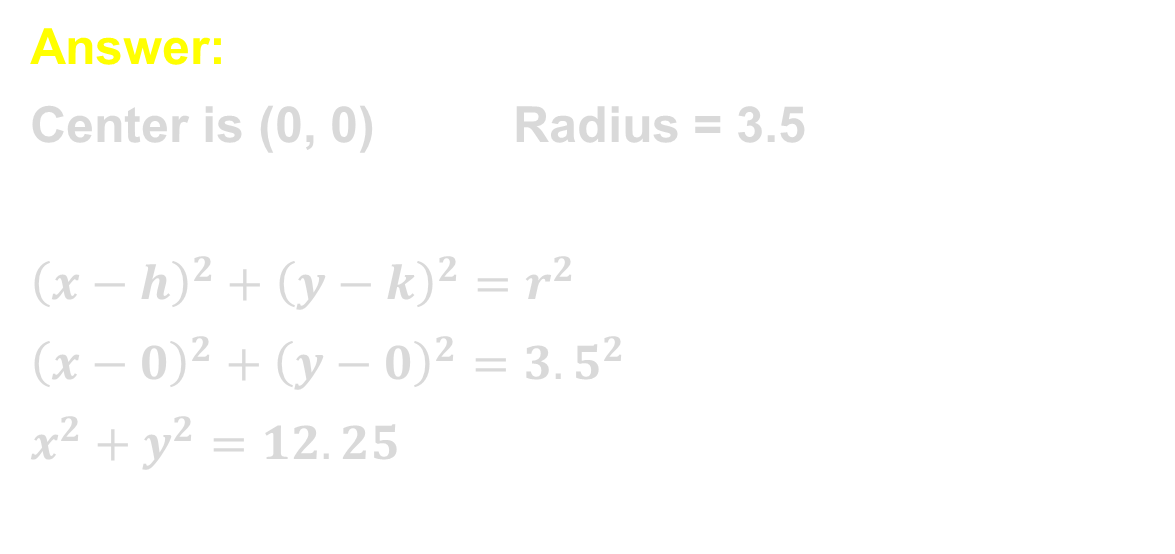 Answer:
Center is (0, 0) Radius = 3.5
(x − h)² + (y − k)² = r²
(x − 0)² + (y − 0)² = 3.5²
x² + y² = 12.25